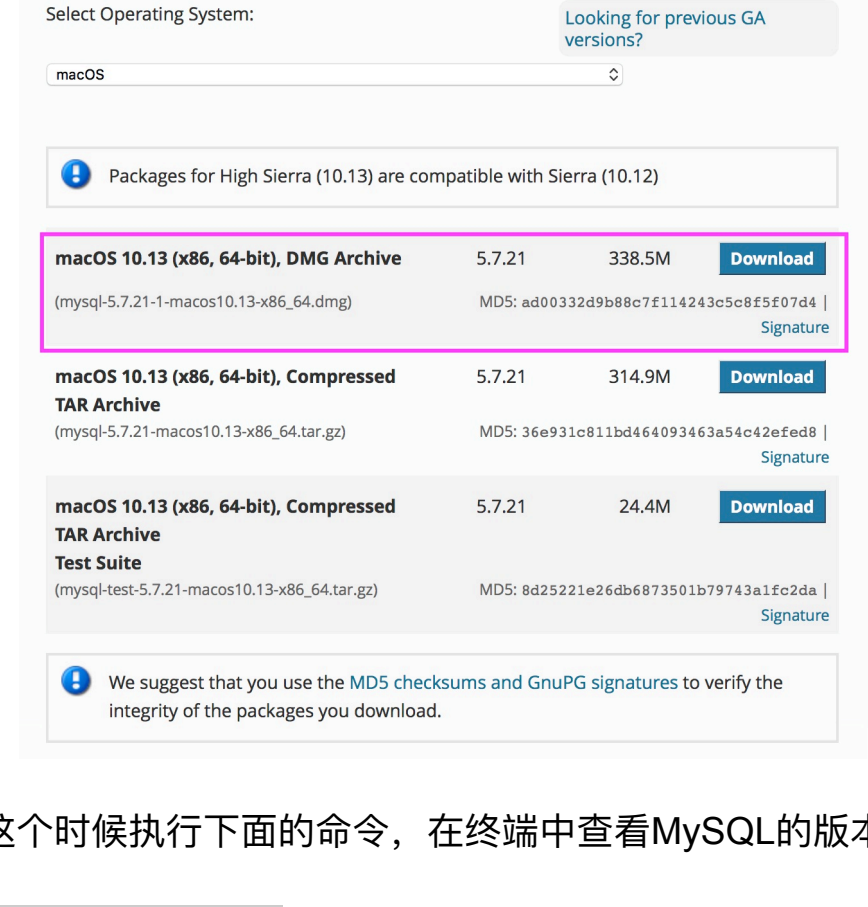 Select Operating System:
Looking for previous GA
versions?
macOS
Packages for High Sierra (10.13) are compatible with Sierra (10.12)
macOS 10.13 (x86, 64-bit), DMG Archive 5.7.21 338.5M Download
(mysql-5.7.21-1-macos10.13-x86_64.dmg) MD5: ad00332d9b88c7f114243c5c8f5f07d4 |
Signature
macOS 10.13 (x86, 64-bit), Compressed 5.7.21 314.9M Download
TAR Archive
(mysql-5.7.21-macos10.13-x86_64.tar.gz) MD5: 36e931c811bd464093463a54c42efed8 |
Signature
macOS 10.13 (x86, 64-bit), Compressed 5.7.21 24.4M Download
TAR Archive
Test Suite
(mysql-test-5.7.21-macos10.13-x86_64.tar.gz) MD5: 8d25221e26db6873501b79743a1fc2da |
Signature
We suggest that you use the MD5 checksums and GnuPG signatures to verify the
integrity of the packages you download.
这个时候执行下面的命令，在终端中查看MySQL的版本